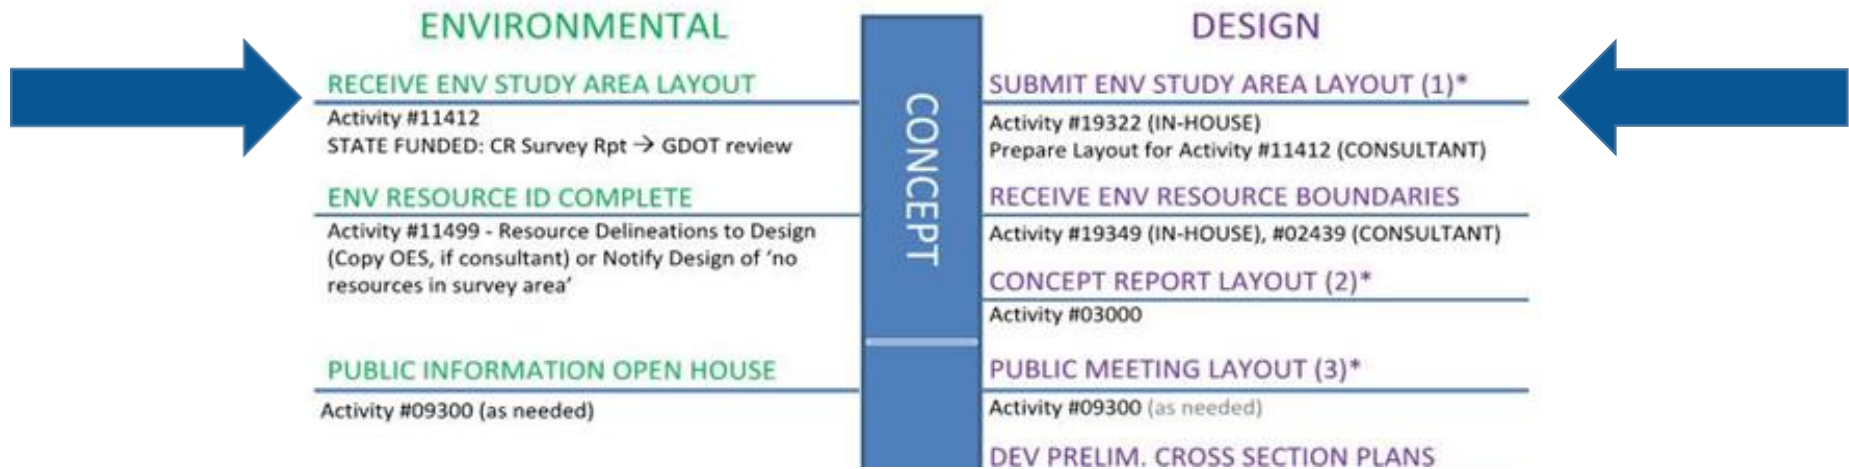 ENVIRONMENTAL
RECEIVE ENV STUDY AREA LAYOUT
Activity #11412
STATE FUNDED: CR Survey Rpt → GDOT review
ENV RESOURCE ID COMPLETE
Activity #11499 - Resource Delineations to Design
(Copy OES, if consultant) or Notify Design of ‘no
resources in survey area’
PUBLIC INFORMATION OPEN HOUSE
Activity #09300 (as needed)
CONCEPT
DESIGN
SUBMIT ENV STUDY AREA LAYOUT (1)*
Activity #19322 (IN-HOUSE)
Prepare Layout for Activity #11412 (CONSULTANT)
RECEIVE ENV RESOURCE BOUNDARIES
Activity #19349 (IN-HOUSE), #02439 (CONSULTANT)
CONCEPT REPORT LAYOUT (2)*
Activity #03000
PUBLIC MEETING LAYOUT (3)*
Activity #09300 (as needed)
DEV PRELIM. CROSS SECTION PLANS